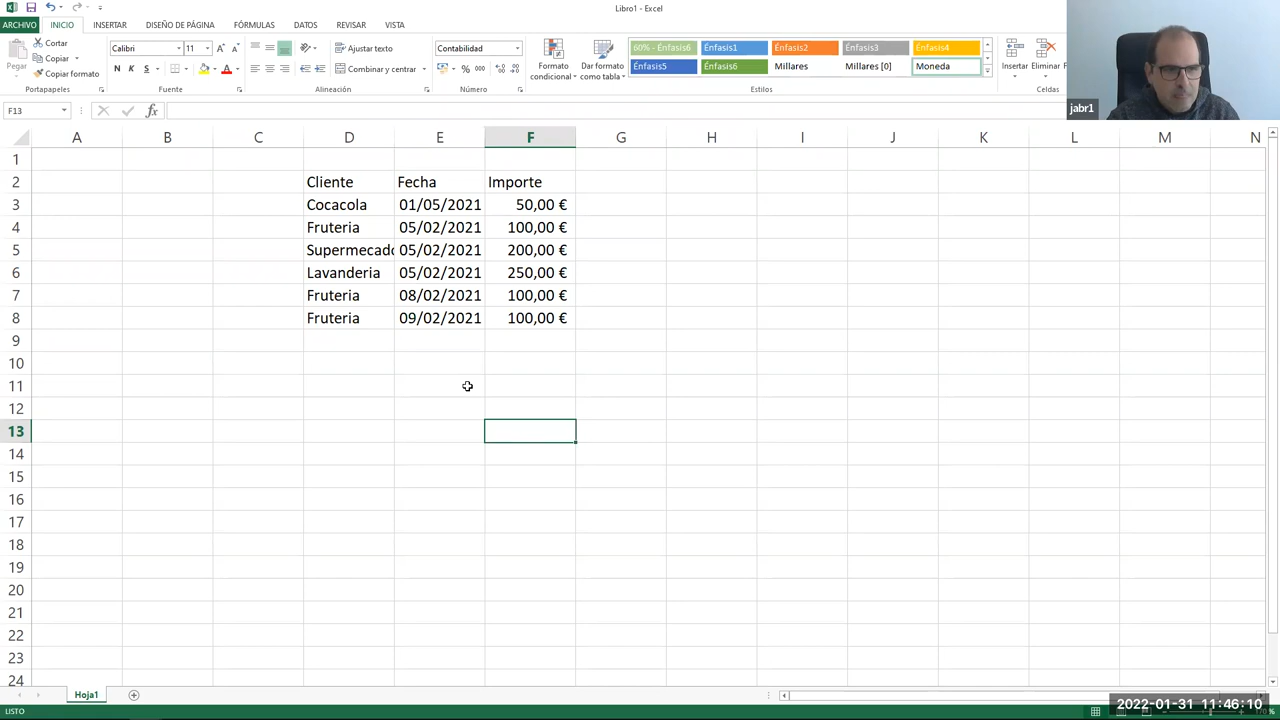 Libro1 - Excel
ARCHIVO INICIO INSERTAR DISEÑO DE PÁGINA FÓRMULAS DATOS REVISAR VISTA
Pegar
Cortar
Copiar
Copiar formato
Portapapeles
Calibri 11
N K S
Fuente
Ajustar texto
Combinar y centrar
Alineación
Contabilidad
% 000
Número
Formato condicional
Dar formato como tabla
60% - Énfasis6 Énfasis1 Énfasis2 Énfasis3 Énfasis4
Énfasis5 Énfasis6 Millares Millares [0] Moneda
Estilos
Insertar Eliminar
Celdas
jabr1
F13 fx
A B C D E F G H I J K L M N
1
2 Cliente Fecha Importe
3 Cocacola 01/05/2021 50,00 €
4 Fruteria 05/02/2021 100,00 €
5 Supermecado 05/02/2021 200,00 €
6 Lavanderia 05/02/2021 250,00 €
7 Fruteria 08/02/2021 100,00 €
8 Fruteria 09/02/2021 100,00 €
9
10
11
12
13
14
15
16
17
18
19
20
21
22
23
24
Hoja1
LISTO
2022-01-31 11:46:10